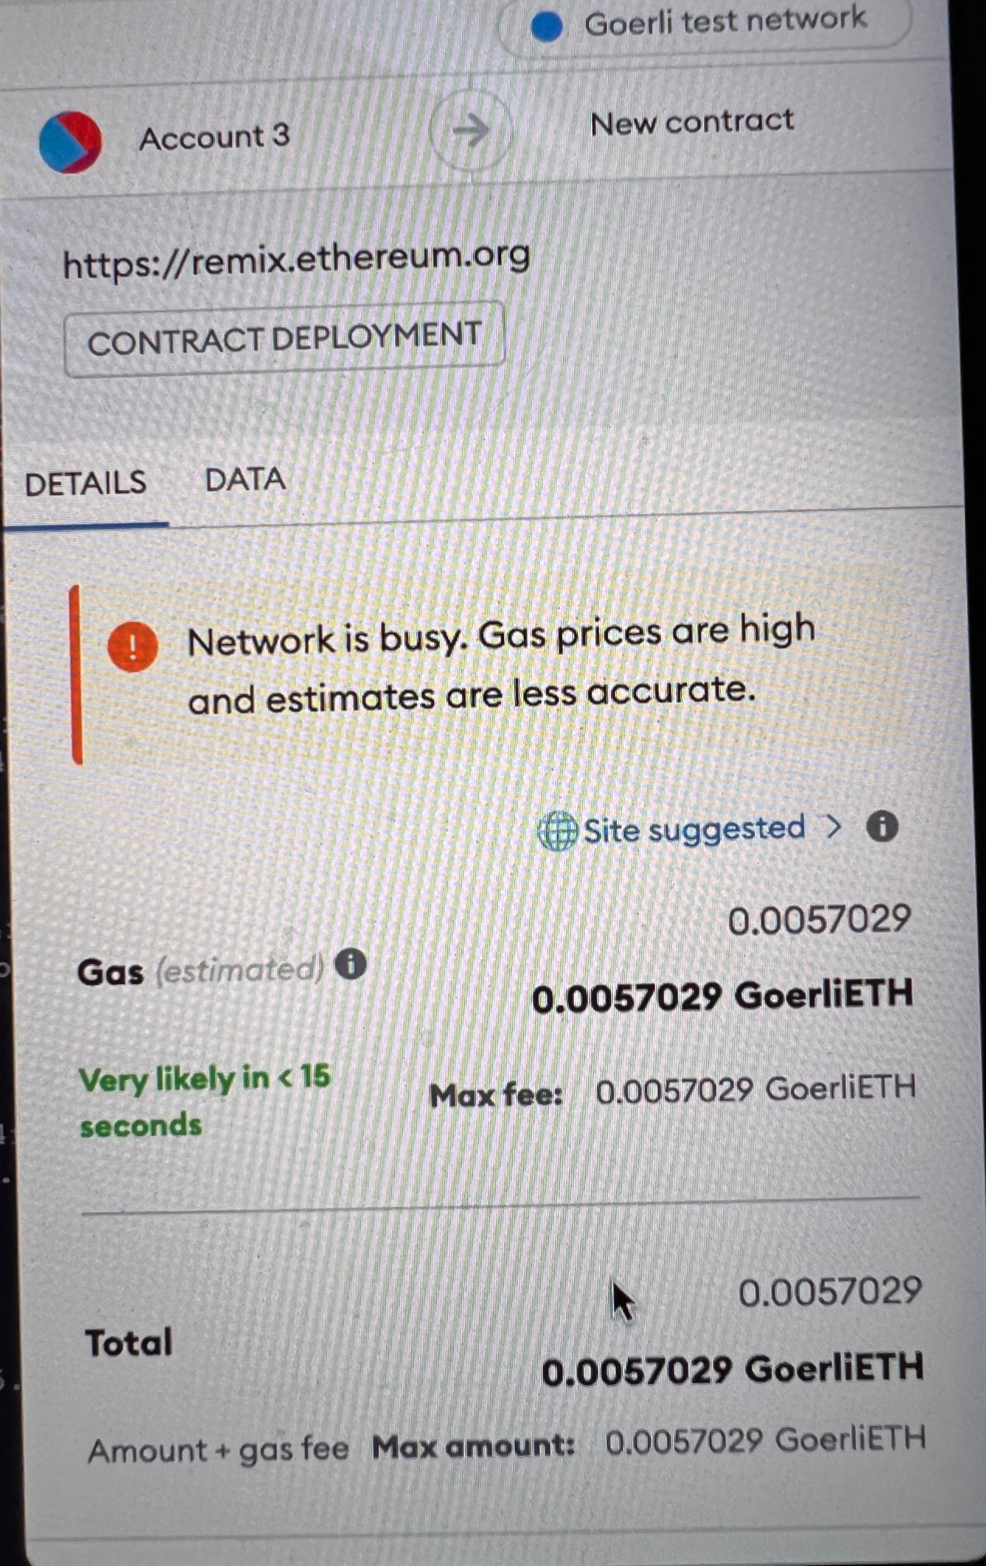 Goerli test network
Account 3
New contract
https://remix.ethereum.org
CONTRACT DEPLOYMENT
DETAILS DATA
Network is busy. Gas prices are high
and estimates are less accurate.
Site suggested >
0.0057029
Gas (estimated)
0.0057029 GoerliETH
Very likely in < 15
seconds
Max fee: 0.0057029 GoerliETH
0.0057029
Total
0.0057029 GoerliETH
Amount + gas fee Max amount: 0.0057029 GoerliETH